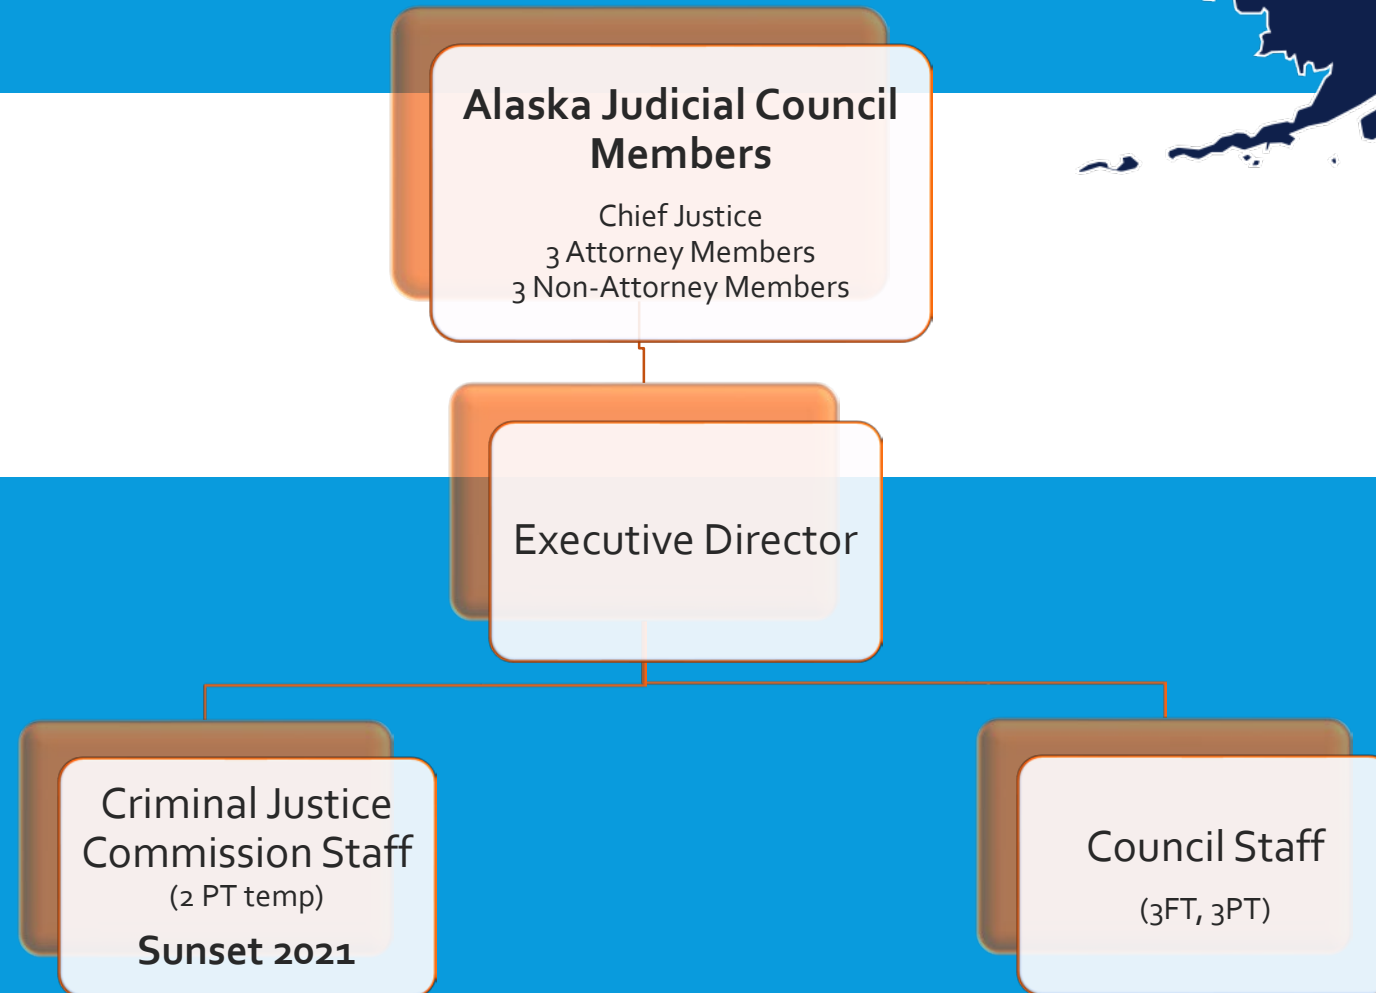 Alaska Judicial Council
Members
Chief Justice
3 Attorney Members
3 Non-Attorney Members
Executive Director
Criminal Justice
Commission Staff
(2 PT temp)
Sunset 2021
Council Staff
(3FT, 3PT)